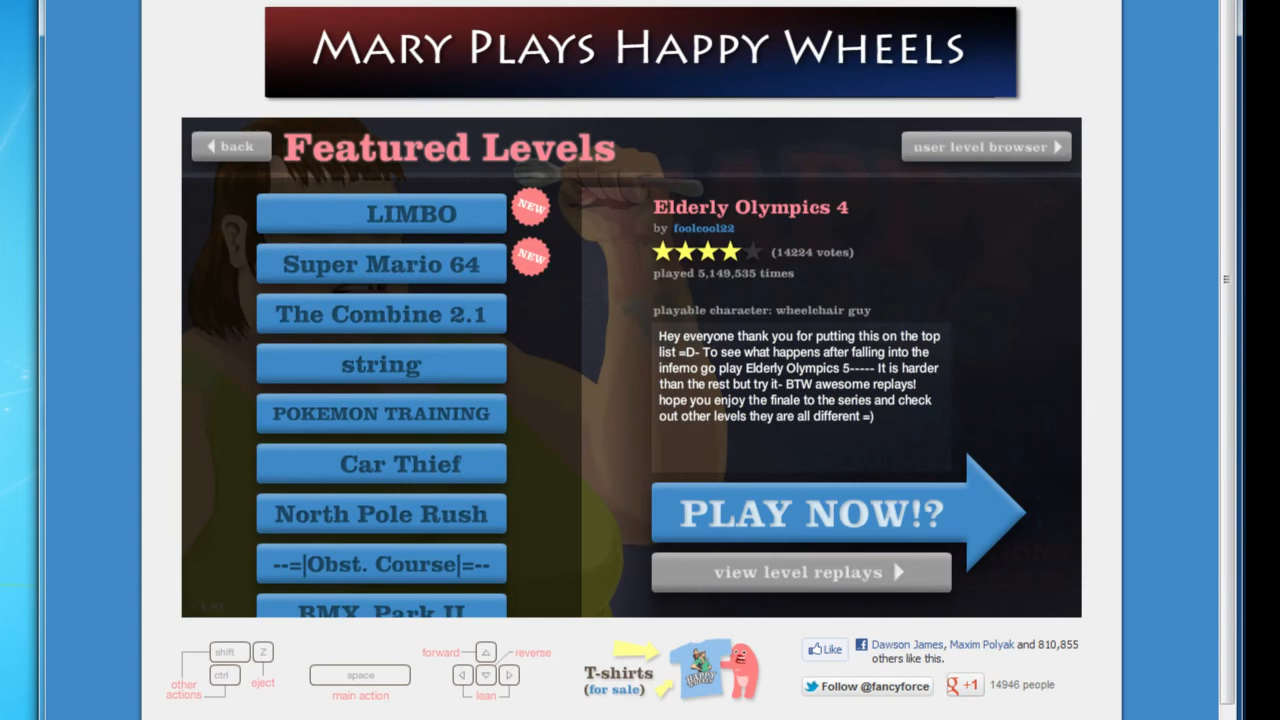 MARY PLAYS HAPPY WHEELS
back
Featured Levels
user level browser
LIMBO
NEW
Super Mario 64
NEW
The Combine 2.1
string
POKEMON TRAINING
Car Thief
North Pole Rush
--=|Obst. Course|=--
BMX Park II
Elderly Olympics 4
by foolcool22
(14224 votes)
played 5,149,535 times
playable character: wheelchair guy
Hey everyone thank you for putting this on the top
list =D- To see what happens after falling into the
inferno go play Elderly Olympics 5----- It is harder
than the rest but try it- BTW awesome replays!
hope you enjoy the finale to the series and check
out other levels they are all different =)
PLAY NOW!?
view level replays
shift
Z
ctrl
other
actions
eject
space
main action
forward
reverse
lean
T-shirts
(for sale)
HAPPY
WHEELS
Like
Dawson James, Maxim Polyak and 810,855
others like this.
Follow @fancyforce
g +1
14946 people